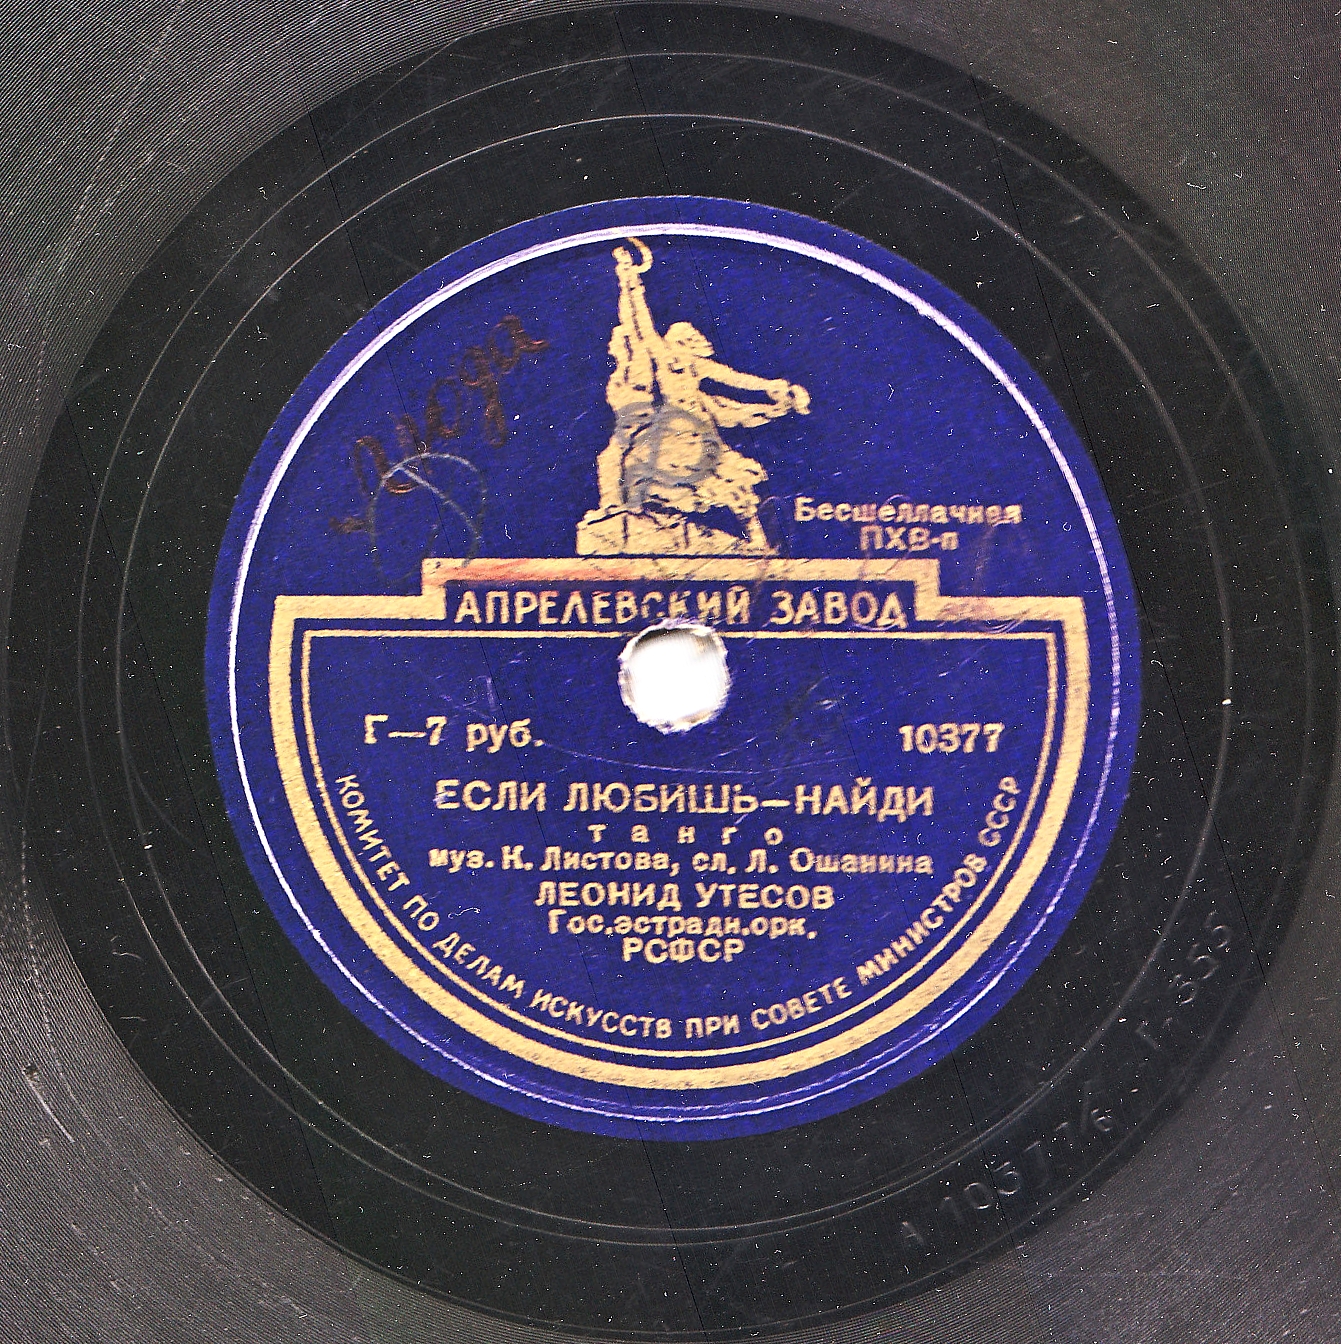 Бесшеллачная
ПХВ-п
АПРЕЛЕВСКИЙ ЗАВОД
Г—7 руб.
10377
ЕСЛИ ЛЮБИШЬ—НАЙДИ
танго
муз. К. Листова, сл. Л. Ошанина
ЛЕОНИД УТЕСОВ
Гос.эстрадн.орк.
РСФСР
КОМИТЕТ ПО ДЕЛАМ ИСКУССТВ ПРИ СОВЕТЕ МИНИСТРОВ СССР